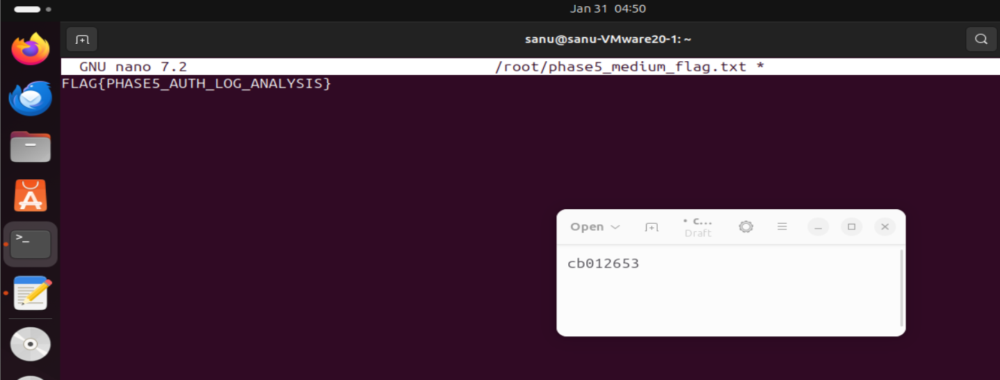 Jan 31 04:50
sanu@sanu-VMware20-1: ~
GNU nano 7.2 /root/phase5_medium_flag.txt *
FLAG{PHASE5_AUTH_LOG_ANALYSIS}
Open • c...
Draft
cb012653